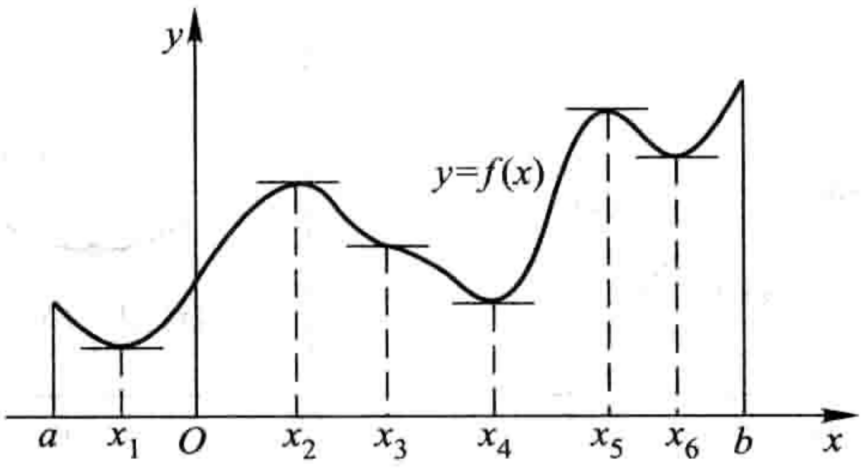 y
y=f(x)
a x₁ O x₂ x₃ x₄ x₅ x₆ b x